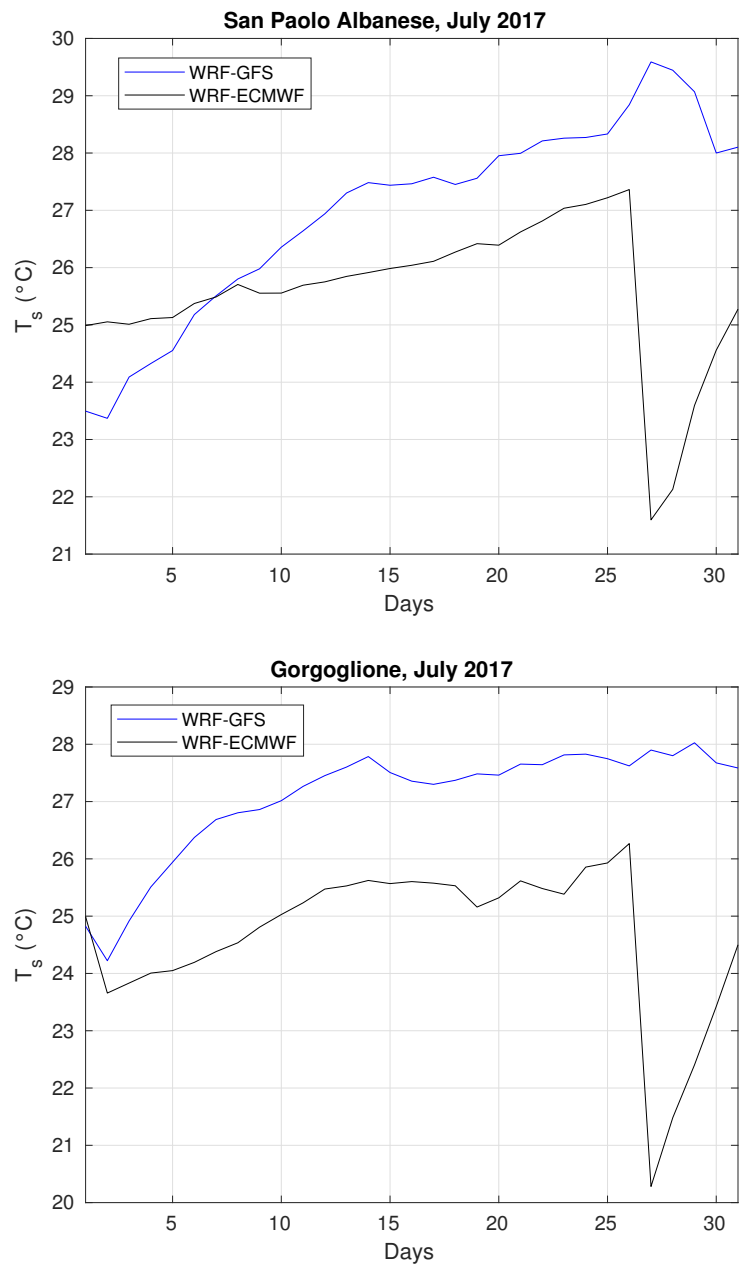 San Paolo Albanese, July 2017
30
29
28
27
26
25
24
23
22
21
T_s (°C)
WRF-GFS
WRF-ECMWF
5 10 15 20 25 30
Days
Gorgoglione, July 2017
29
28
27
26
25
24
23
22
21
20
T_s (°C)
WRF-GFS
WRF-ECMWF
5 10 15 20 25 30
Days